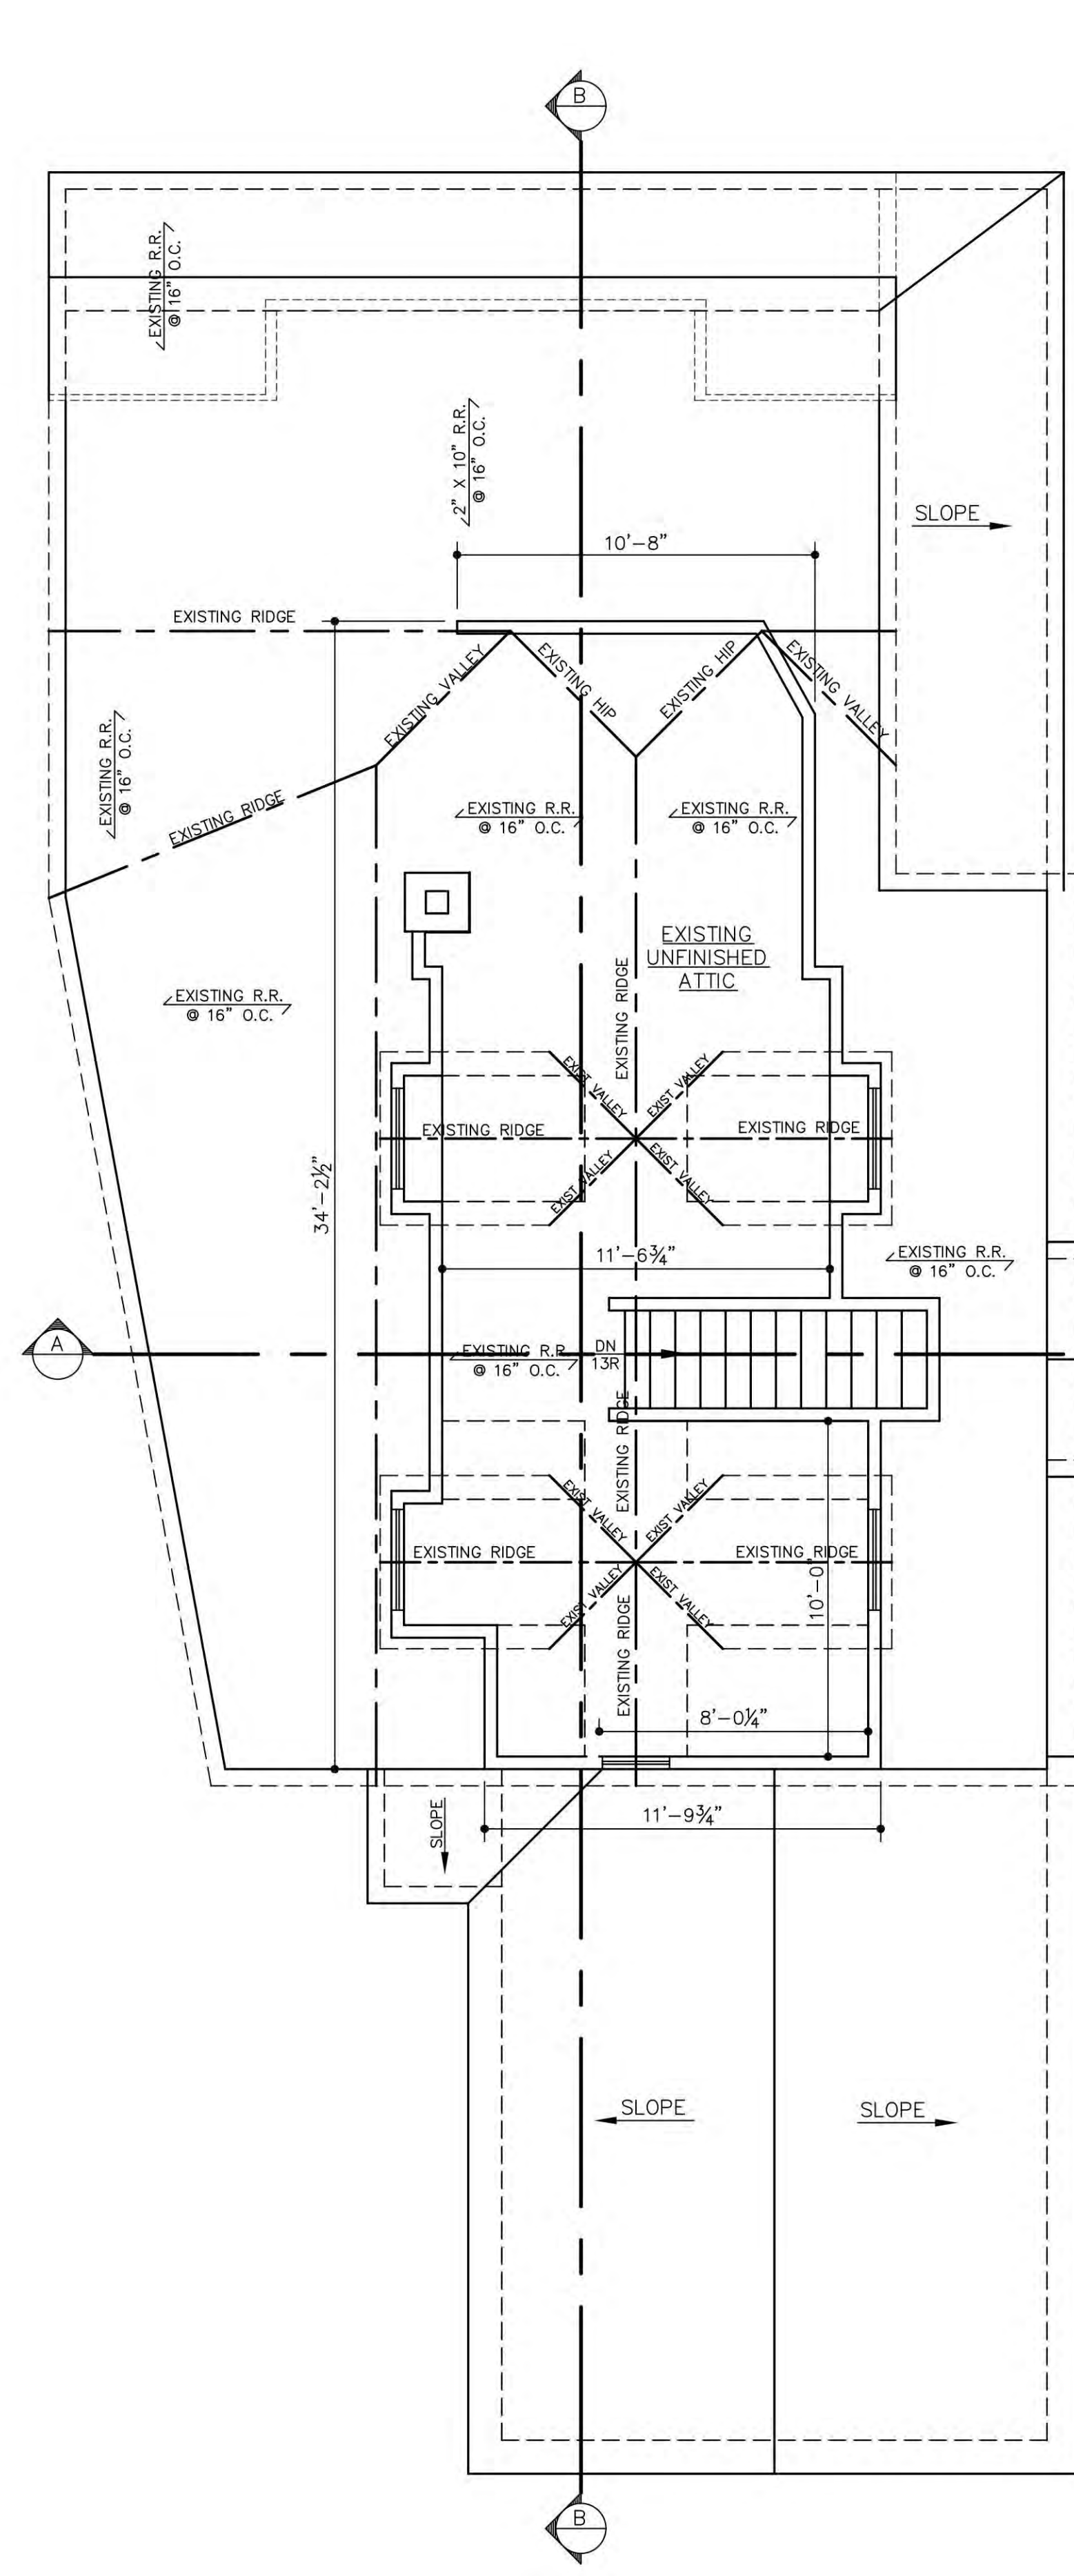 B
EXISTING R.R.
@ 16" O.C.
2" X 10" R.R.
@ 16" O.C.
SLOPE
10'-8"
EXISTING RIDGE
EXISTING VALLEY
EXISTING HIP
EXISTING HIP
EXISTING VALLEY
EXISTING R.R.
@ 16" O.C.
EXISTING RIDGE
EXISTING R.R.
@ 16" O.C.
EXISTING R.R.
@ 16" O.C.
EXISTING
UNFINISHED
ATTIC
EXISTING RIDGE
EXISTING R.R.
@ 16" O.C.
EXIST VALLEY
EXIST VALLEY
EXISTING RIDGE
EXISTING RIDGE
EXIST VALLEY
EXIST VALLEY
34'-2½"
11'-6¾"
EXISTING R.R.
@ 16" O.C.
A
EXISTING R.R.
@ 16" O.C.
DN
13R
EXISTING RIDGE
EXIST VALLEY
EXIST VALLEY
EXISTING RIDGE
EXISTING RIDGE
EXIST VALLEY
EXIST VALLEY
10'-0"
EXISTING RIDGE
8'-0¼"
SLOPE
11'-9¾"
SLOPE
SLOPE
B